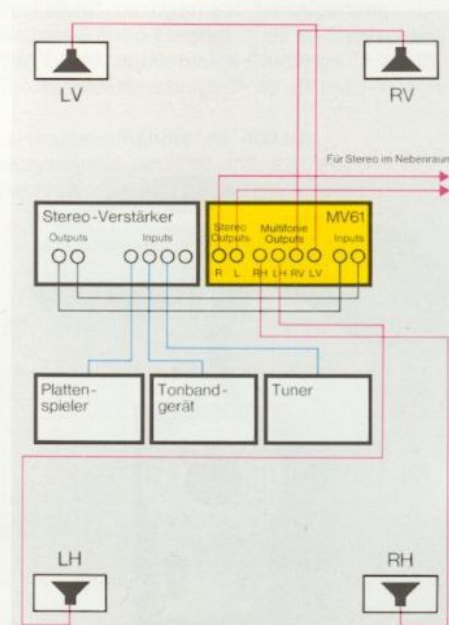 LV
RV
Für Stereo im Nebenraum
Stereo-Verstärker
Outputs
Inputs
MV61
Stereo
Outputs
Multifonie
Outputs
Inputs
R L RH LH RV LV
Platten-
spieler
Tonband-
gerät
Tuner
LH
RH